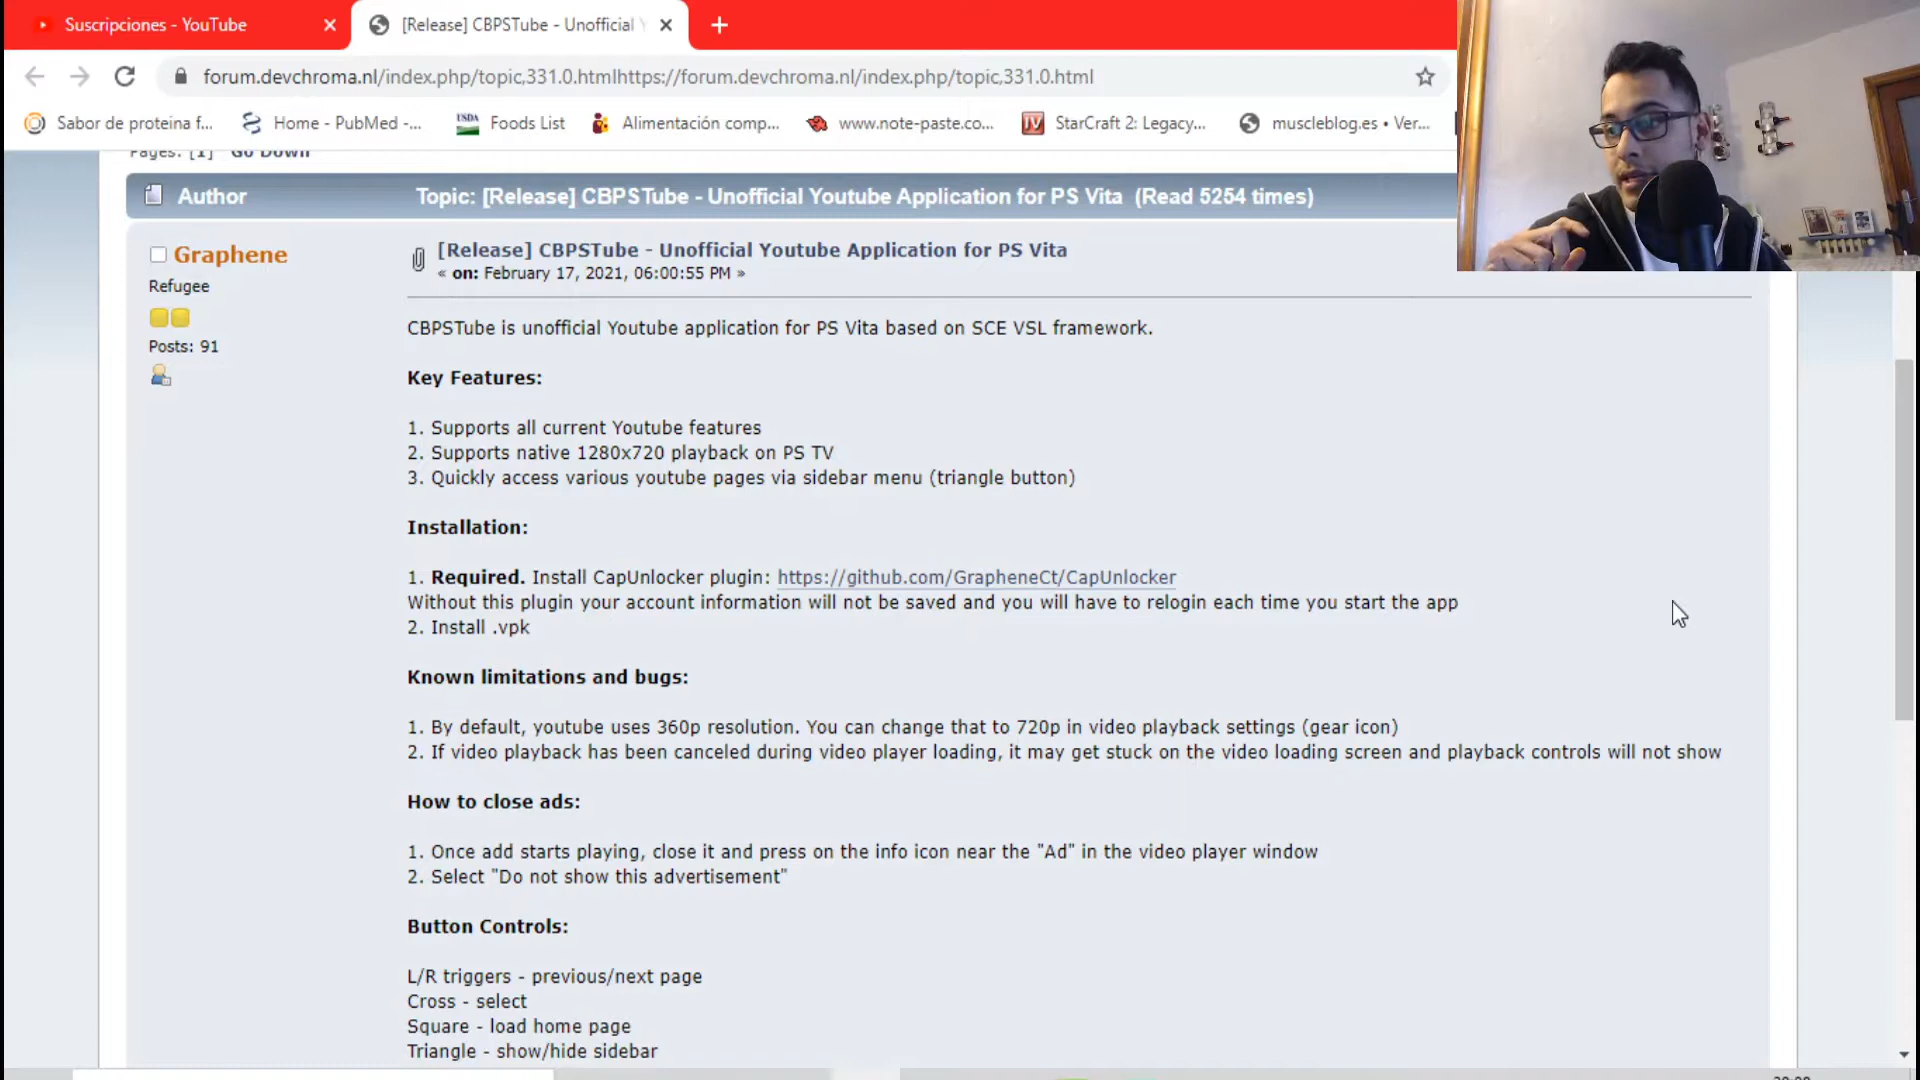 Suscripciones - YouTube
[Release] CBPSTube - Unofficial Y
forum.devchroma.nl/index.php/topic,331.0.htmlhttps://forum.devchroma.nl/index.php/topic,331.0.html
Sabor de proteina f... Home - PubMed -... USDA Foods List Alimentación comp... www.note-paste.co... StarCraft 2: Legacy... muscleblog.es • Ver...
Pages: [1] Go Down
Author Topic: [Release] CBPSTube - Unofficial Youtube Application for PS Vita (Read 5254 times)
Graphene
Refugee
Posts: 91
[Release] CBPSTube - Unofficial Youtube Application for PS Vita
« on: February 17, 2021, 06:00:55 PM »
CBPSTube is unofficial Youtube application for PS Vita based on SCE VSL framework.
Key Features:
1. Supports all current Youtube features
2. Supports native 1280x720 playback on PS TV
3. Quickly access various youtube pages via sidebar menu (triangle button)
Installation:
1. Required. Install CapUnlocker plugin: https://github.com/GrapheneCt/CapUnlocker
Without this plugin your account information will not be saved and you will have to relogin each time you start the app
2. Install .vpk
Known limitations and bugs:
1. By default, youtube uses 360p resolution. You can change that to 720p in video playback settings (gear icon)
2. If video playback has been canceled during video player loading, it may get stuck on the video loading screen and playback controls will not show
How to close ads:
1. Once add starts playing, close it and press on the info icon near the "Ad" in the video player window
2. Select "Do not show this advertisement"
Button Controls:
L/R triggers - previous/next page
Cross - select
Square - load home page
Triangle - show/hide sidebar